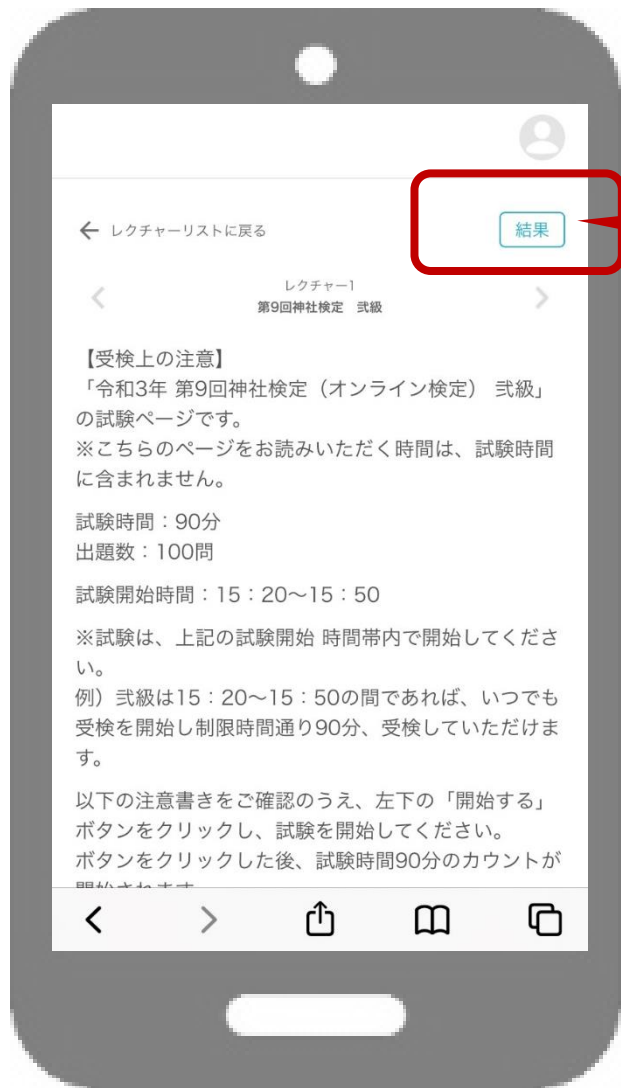 ← レクチャーリストに戻る
結果
レクチャー1
第9回神社検定 弐級
【受検上の注意】
「令和3年 第9回神社検定（オンライン検定） 弐級」
の試験ページです。
※こちらのページをお読みいただく時間は、試験時間
に含まれません。
試験時間：90分
出題数：100問
試験開始時間：15：20～15：50
※試験は、上記の試験開始 時間帯内で開始してくださ
い。
例）弐級は15：20～15：50の間であれば、いつでも
受検を開始し制限時間通り90分、受検していただけま
す。
以下の注意書きをご確認のうえ、左下の「開始する」
ボタンをクリックし、試験を開始してください。
ボタンをクリックした後、試験時間90分のカウントが